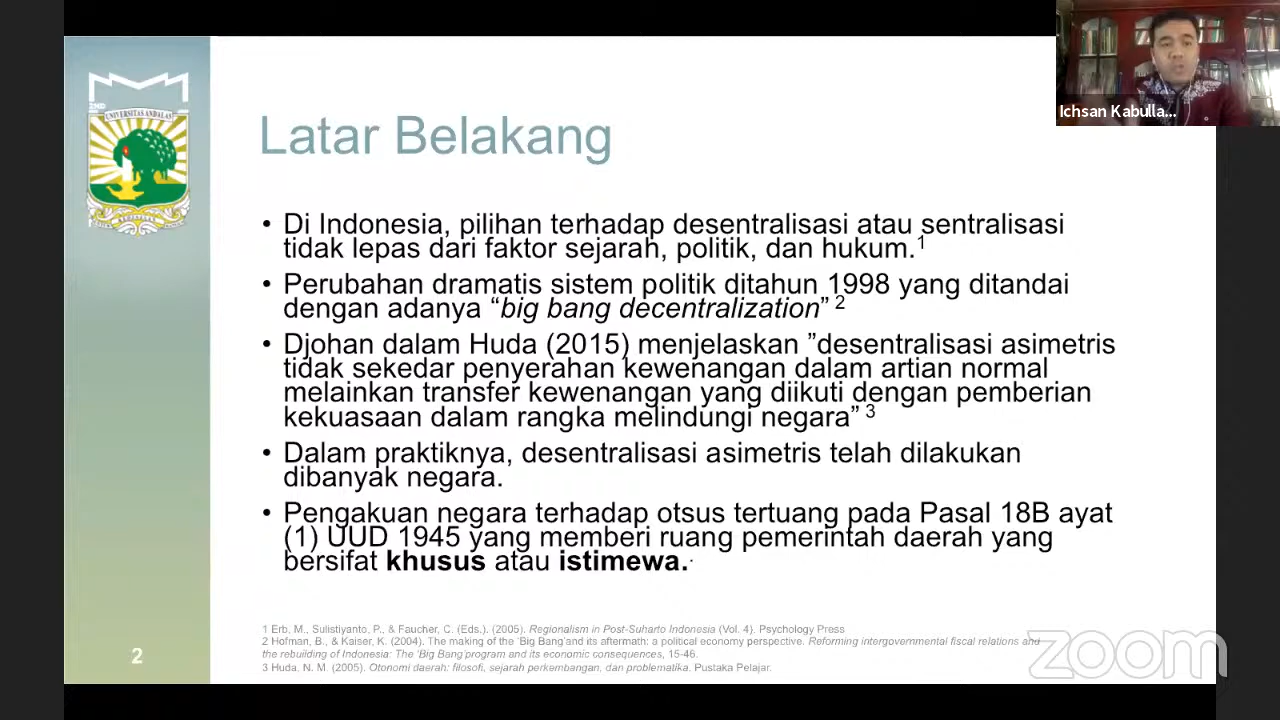 2ND
UNIVERSITAS ANDALAS
Ichsan Kabulla...
Latar Belakang
• Di Indonesia, pilihan terhadap desentralisasi atau sentralisasi
tidak lepas dari faktor sejarah, politik, dan hukum.1
• Perubahan dramatis sistem politik ditahun 1998 yang ditandai
dengan adanya “big bang decentralization” 2
• Djohan dalam Huda (2015) menjelaskan ”desentralisasi asimetris
tidak sekedar penyerahan kewenangan dalam artian normal
melainkan transfer kewenangan yang diikuti dengan pemberian
kekuasaan dalam rangka melindungi negara” 3
• Dalam praktiknya, desentralisasi asimetris telah dilakukan
dibanyak negara.
• Pengakuan negara terhadap otsus tertuang pada Pasal 18B ayat
(1) UUD 1945 yang memberi ruang pemerintah daerah yang
bersifat khusus atau istimewa.
1 Erb, M., Sulistiyanto, P., & Faucher, C. (Eds.). (2005). Regionalism in Post-Suharto Indonesia (Vol. 4). Psychology Press
2 Hofman, B., & Kaiser, K. (2004). The making of the ‘Big Bang’and its aftermath: a political economy perspective. Reforming intergovernmental fiscal relations and
the rebuilding of Indonesia: The ‘Big Bang’program and its economic consequences, 15-46.
3 Huda, N. M. (2005). Otonomi daerah: filosofi, sejarah perkembangan, dan problematika. Pustaka Pelajar.
2
zoom